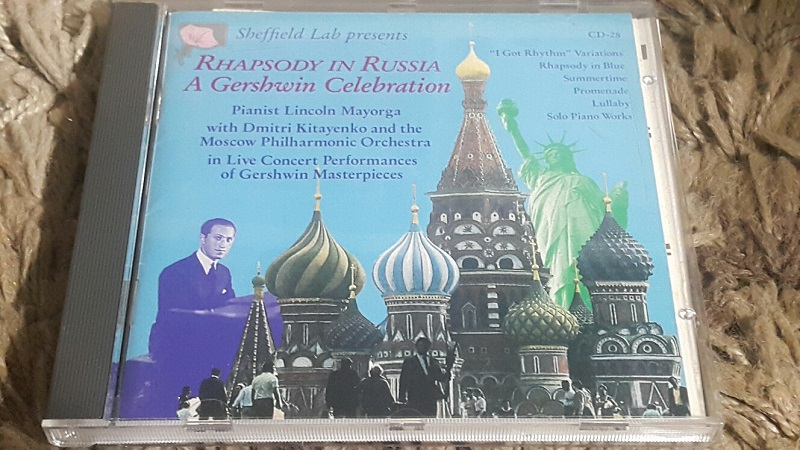 Sheffield Lab presents
CD-28
RHAPSODY IN RUSSIA
A Gershwin Celebration
Pianist Lincoln Mayorga
with Dmitri Kitayenko and the
Moscow Philharmonic Orchestra
in Live Concert Performances
of Gershwin Masterpieces
"I Got Rhythm" Variations
Rhapsody in Blue
Summertime
Promenade
Lullaby
Solo Piano Works